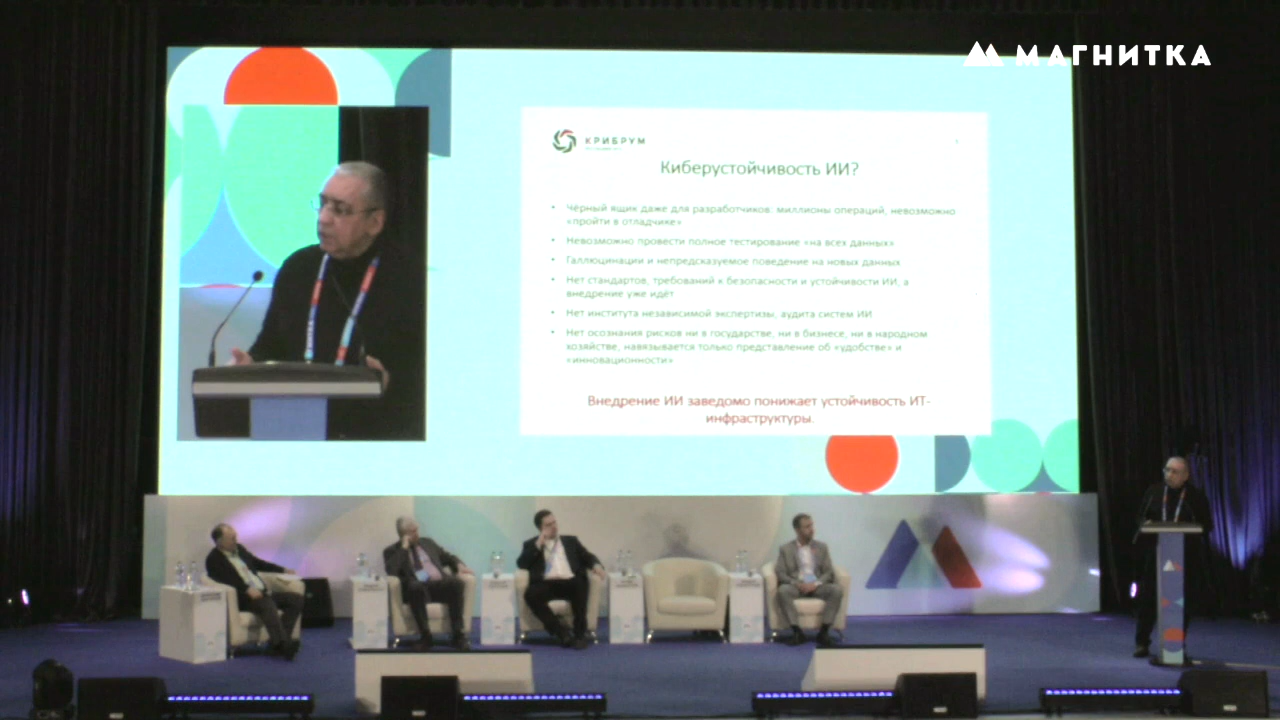 МАГНИТКА
КРИБРУМ
Киберустойчивость ИИ?
• Чёрный ящик даже для разработчиков: миллионы операций, невозможно
«пройти в отладчике»
• Невозможно провести полное тестирование «на всех данных»
• Галлюцинации и непредсказуемое поведение на новых данных
• Нет стандартов, требований к безопасности и устойчивости ИИ, а
внедрение уже идёт
• Нет института независимой экспертизы, аудита систем ИИ
• Нет осознания рисков ни в государстве, ни в бизнесе, ни в народном
хозяйстве, навязывается только представление об «удобстве» и
«инновационности»
Внедрение ИИ заведомо понижает устойчивость ИТ-
инфраструктуры.